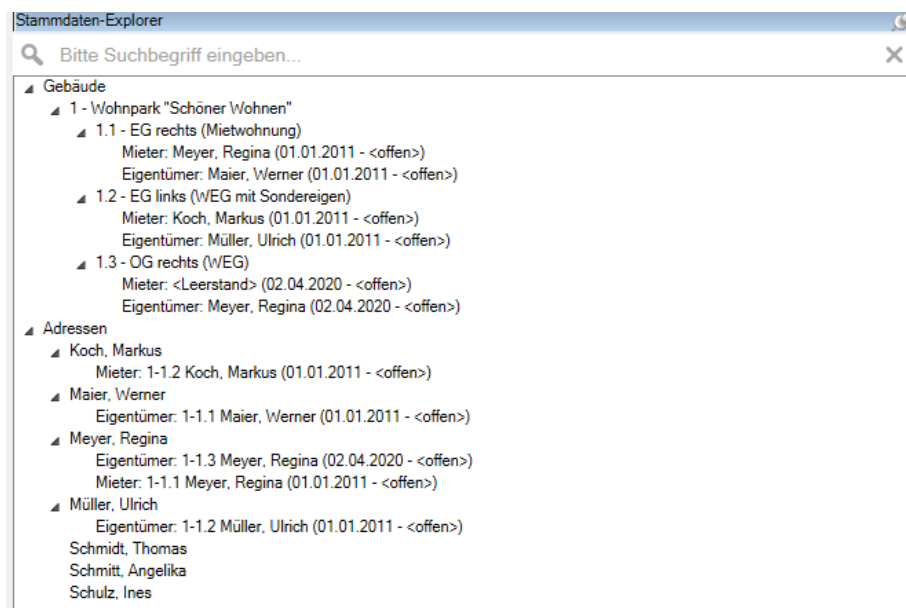 Stammdaten-Explorer
Bitte Suchbegriff eingeben...
Gebäude
1 - Wohnpark "Schöner Wohnen"
1.1 - EG rechts (Mietwohnung)
Mieter: Meyer, Regina (01.01.2011 - <offen>)
Eigentümer: Maier, Werner (01.01.2011 - <offen>)
1.2 - EG links (WEG mit Sondereigen)
Mieter: Koch, Markus (01.01.2011 - <offen>)
Eigentümer: Müller, Ulrich (01.01.2011 - <offen>)
1.3 - OG rechts (WEG)
Mieter: <Leerstand> (02.04.2020 - <offen>)
Eigentümer: Meyer, Regina (02.04.2020 - <offen>)
Adressen
Koch, Markus
Mieter: 1-1.2 Koch, Markus (01.01.2011 - <offen>)
Maier, Werner
Eigentümer: 1-1.1 Maier, Werner (01.01.2011 - <offen>)
Meyer, Regina
Eigentümer: 1-1.3 Meyer, Regina (02.04.2020 - <offen>)
Mieter: 1-1.1 Meyer, Regina (01.01.2011 - <offen>)
Müller, Ulrich
Eigentümer: 1-1.2 Müller, Ulrich (01.01.2011 - <offen>)
Schmidt, Thomas
Schmitt, Angelika
Schulz, Ines